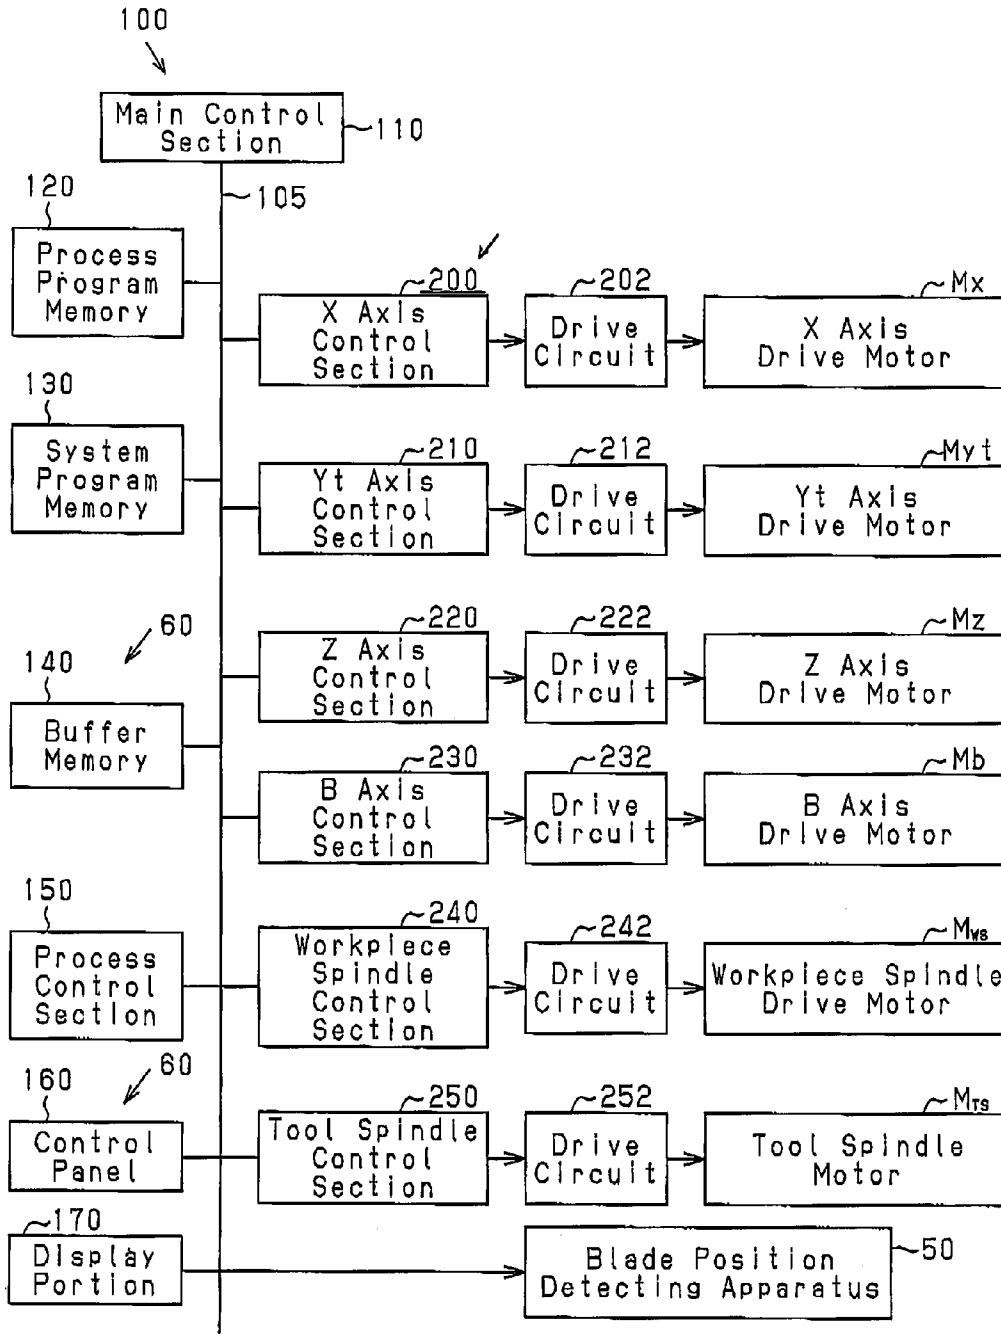 100
Main Control
Section
110
105
120
Process
Program
Memory
200
X Axis
Control
Section
202
Drive
Circuit
Mx
X Axis
Drive Motor
130
System
Program
Memory
210
Yt Axis
Control
Section
212
Drive
Circuit
Myt
Yt Axis
Drive Motor
60
140
Buffer
Memory
220
Z Axis
Control
Section
222
Drive
Circuit
Mz
Z Axis
Drive Motor
230
B Axis
Control
Section
232
Drive
Circuit
Mb
B Axis
Drive Motor
150
Process
Control
Section
240
Workpiece
Spindle
Control
Section
242
Drive
Circuit
Mws
Workpiece Spindle
Drive Motor
60
160
Control
Panel
250
Tool Spindle
Control
Section
252
Drive
Circuit
MTS
Tool Spindle
Motor
170
Display
Portion
Blade Position
Detecting Apparatus
50